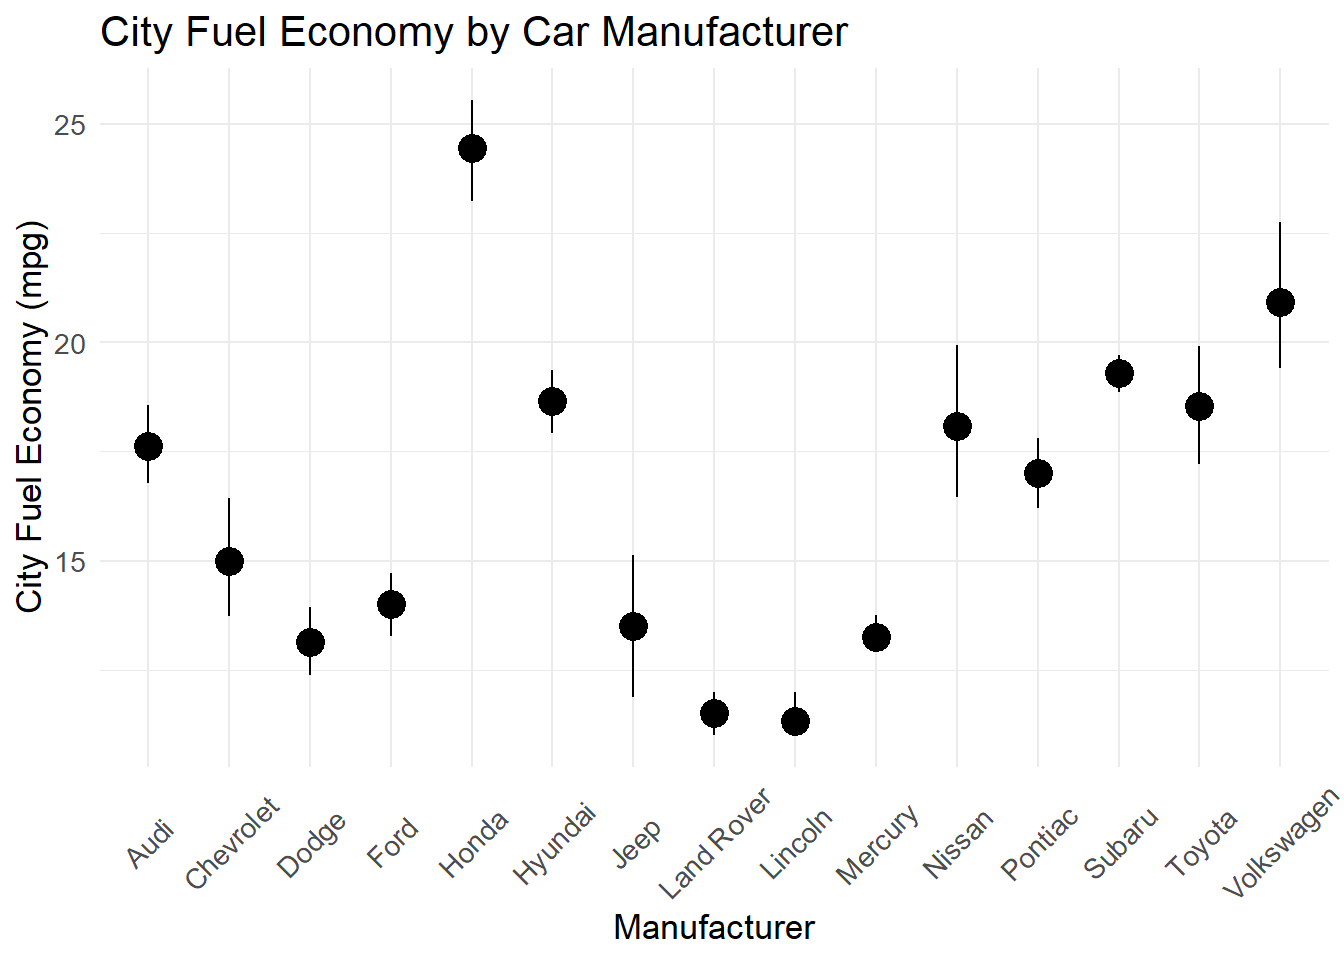 City Fuel Economy by Car Manufacturer
City Fuel Economy (mpg)
25
20
15
Audi
Chevrolet
Dodge
Ford
Honda
Hyundai
Jeep
Land Rover
Lincoln
Mercury
Nissan
Pontiac
Subaru
Toyota
Volkswagen
Manufacturer